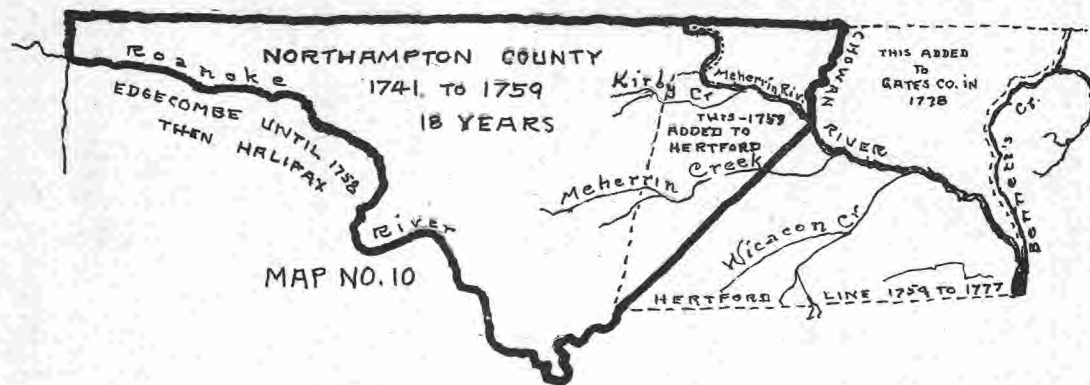 NORTHAMPTON COUNTY
1741 TO 1759
18 YEARS
Roanoke
River
EDGECOMBE UNTIL 1758
THEN HALIFAX
MAP NO. 10
Kirby Cr
Meherrin River
THIS-1759
ADDED TO
HERTFORD
Meherrin Creek
CHOWAN RIVER
THIS ADDED
TO
GATES CO. IN
1778
Bennett's Cr.
Wicacon Cr
HERTFORD LINE 1759 TO 1777